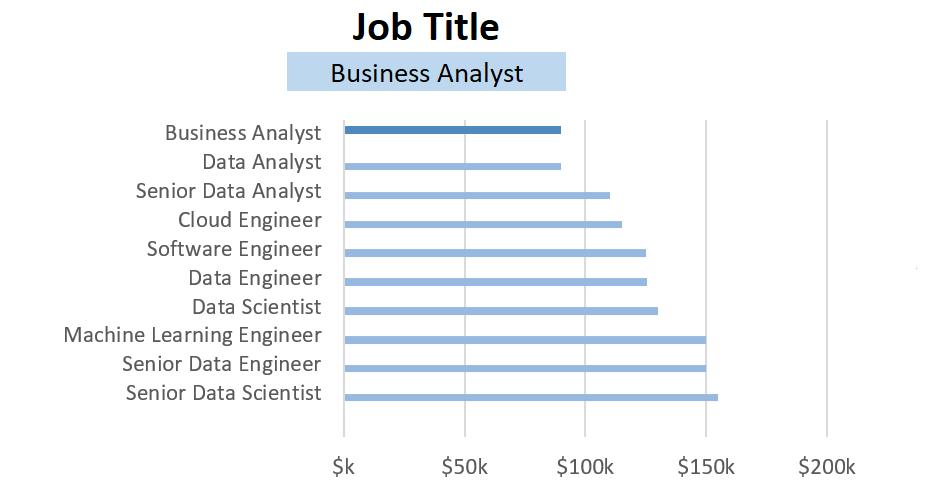 Job Title
Business Analyst
Business Analyst
Data Analyst
Senior Data Analyst
Cloud Engineer
Software Engineer
Data Engineer
Data Scientist
Machine Learning Engineer
Senior Data Engineer
Senior Data Scientist
$k $50k $100k $150k $200k